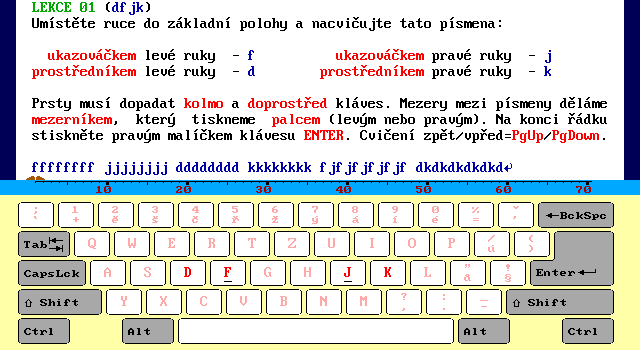 LEKCE 01 (dfjk)
Umístěte ruce do základní polohy a nacvičujte tato písmena:
ukazováčkem levé ruky - f ukazováčkem pravé ruky - j
prostředníkem levé ruky - d prostředníkem pravé ruky - k
Prsty musí dopadat kolmo a doprostřed kláves. Mezery mezi písmeny děláme
mezerníkem, který tiskneme palcem (levým nebo pravým). Na konci řádku
stiskněte pravým malíčkem klávesu ENTER. Cvičení zpět/vpřed=PgUp/PgDown.
ffffffff jjjjjjjj dddddddd kkkkkkkk fjfjfjfjfjf dkdkdkdkdkd↵
10 20 30 40 50 60 70
; 1 + 2 ě 3 š 4 č 5 ř 6 ž 7 ý 8 á 9 í 0 é % = ˇ ´ ←BckSpc
Tab Q W E R T Z U I O P / ú ( )
CapsLck A S D F G H J K L " ů ! § Enter
⇧ Shift Y X C V B N M ? , : . _ – ⇧ Shift
Ctrl Alt Alt Ctrl